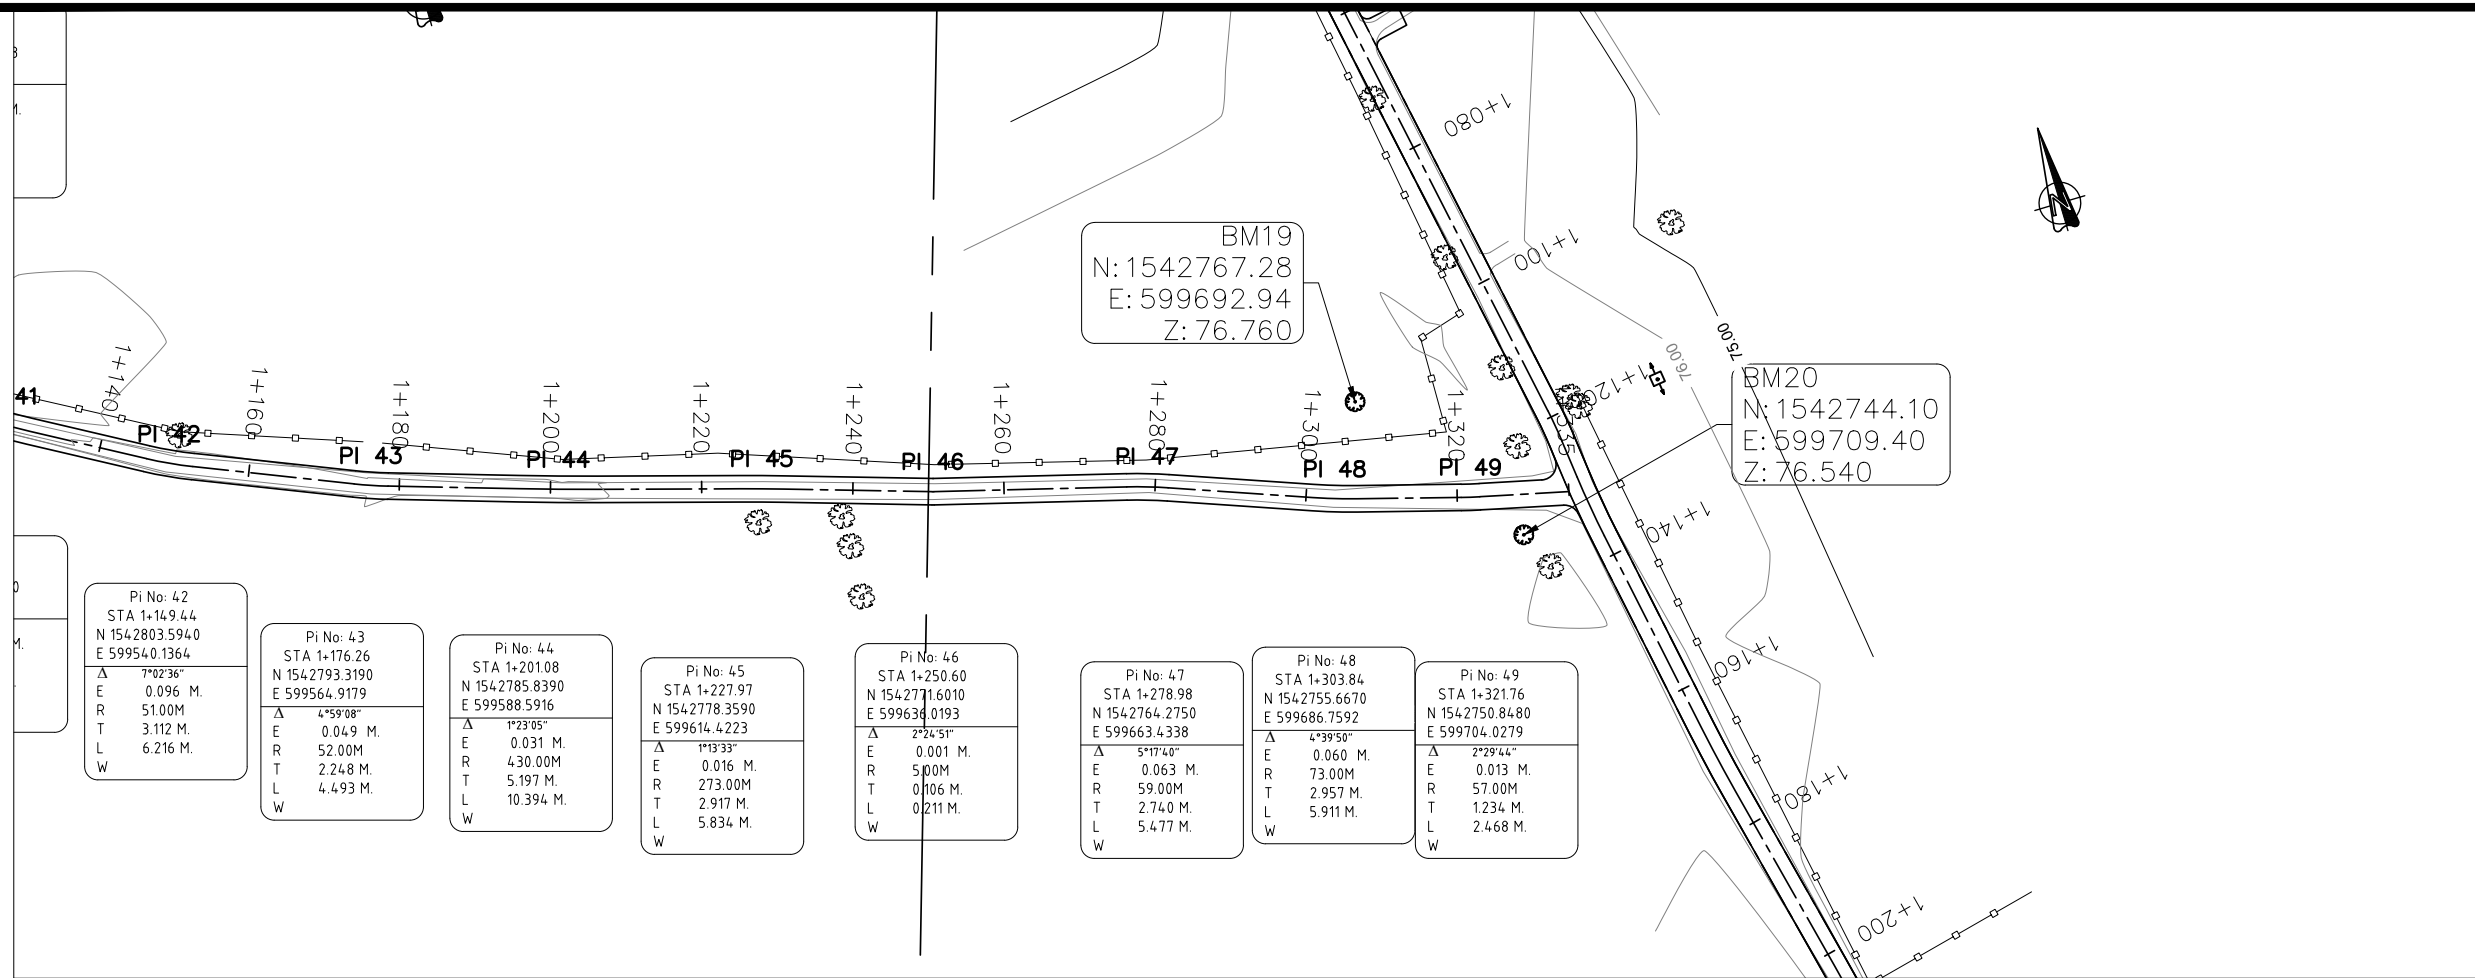 1+080
1+100
BM19
N: 1542767.28
E: 599692.94
Z: 76.760
75.00
76.00
BM20
N: 1542744.10
E: 599709.40
Z: 76.540
N
41
1+140
PI 42
1+160
PI 43
1+180
PI 44
1+200
1+220
PI 45
1+240
PI 46
1+260
PI 47
1+280
1+300
PI 48
1+320
PI 49
1+120
1+140
1+160
1+180
1+200
Pi No: 42
STA 1+149.44
N 1542803.5940
E 599540.1364
Δ 7°02'36"
E 0.096 M.
R 51.00M
T 3.112 M.
L 6.216 M.
W
Pi No: 43
STA 1+176.26
N 1542793.3190
E 599564.9179
Δ 4°59'08"
E 0.049 M.
R 52.00M
T 2.248 M.
L 4.493 M.
W
Pi No: 44
STA 1+201.08
N 1542785.8390
E 599588.5916
Δ 1°23'05"
E 0.031 M.
R 430.00M
T 5.197 M.
L 10.394 M.
W
Pi No: 45
STA 1+227.97
N 1542778.3590
E 599614.4223
Δ 1°13'33"
E 0.016 M.
R 273.00M
T 2.917 M.
L 5.834 M.
W
Pi No: 46
STA 1+250.60
N 1542771.6010
E 599636.0193
Δ 2°24'51"
E 0.001 M.
R 5.00M
T 0.106 M.
L 0.211 M.
W
Pi No: 47
STA 1+278.98
N 1542764.2750
E 599663.4338
Δ 5°17'40"
E 0.063 M.
R 59.00M
T 2.740 M.
L 5.477 M.
W
Pi No: 48
STA 1+303.84
N 1542755.6670
E 599686.7592
Δ 4°39'50"
E 0.060 M.
R 73.00M
T 2.957 M.
L 5.911 M.
W
Pi No: 49
STA 1+321.76
N 1542750.8480
E 599704.0279
Δ 2°29'44"
E 0.013 M.
R 57.00M
T 1.234 M.
L 2.468 M.
W